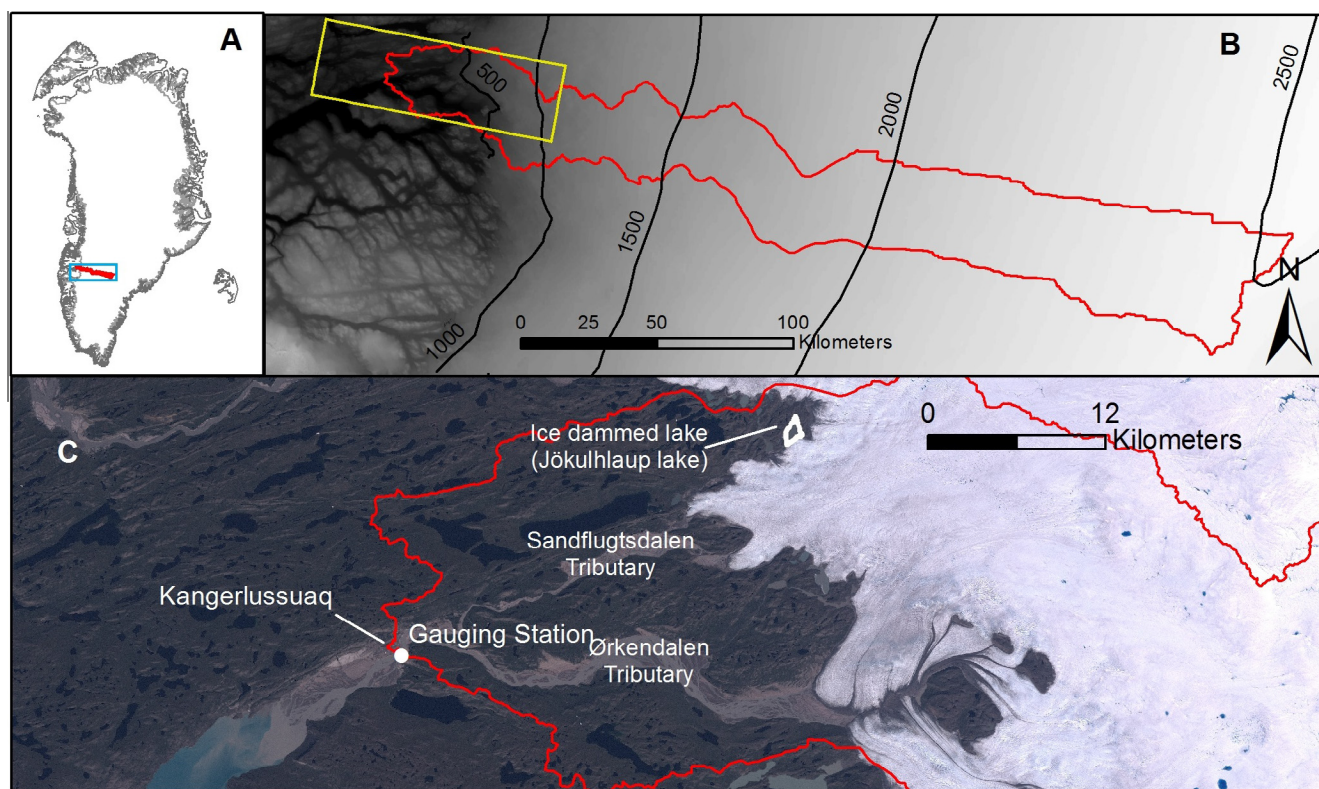 A
B
500
1000
1500
2000
2500
N
0 25 50 100
Kilometers
C
Ice dammed lake
(Jökulhlaup lake)
0 12
Kilometers
Sandflugtsdalen
Tributary
Kangerlussuaq
Gauging Station
Ørkendalen
Tributary